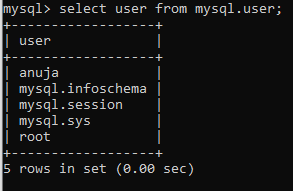 mysql> select user from mysql.user;
+------------------+
| user             |
+------------------+
| anuja            |
| mysql.infoschema |
| mysql.session    |
| mysql.sys        |
| root             |
+------------------+
5 rows in set (0.00 sec)